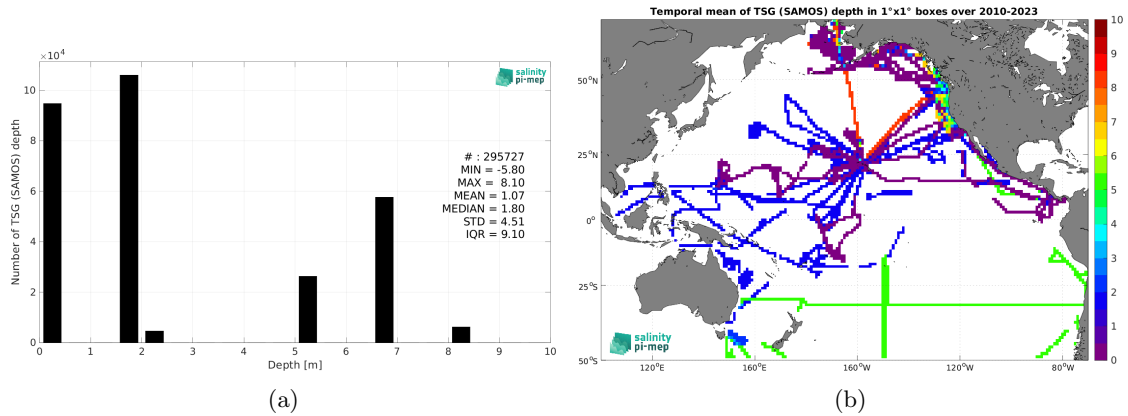 ×10⁴
10
8
6
4
2
0
Number of TSG (SAMOS) depth
salinity
pi-mep
# : 295727
MIN = -5.80
MAX = 8.10
MEAN = 1.07
MEDIAN = 1.80
STD = 4.51
IQR = 9.10
0 1 2 3 4 5 6 7 8 9 10
Depth [m]
(a)
Temporal mean of TSG (SAMOS) depth in 1°x1° boxes over 2010-2023
50°N
25°N
0°
25°S
50°S
salinity
pi-mep
120°E 160°E 160°W 120°W 80°W
10
9
8
7
6
5
4
3
2
1
0
(b)